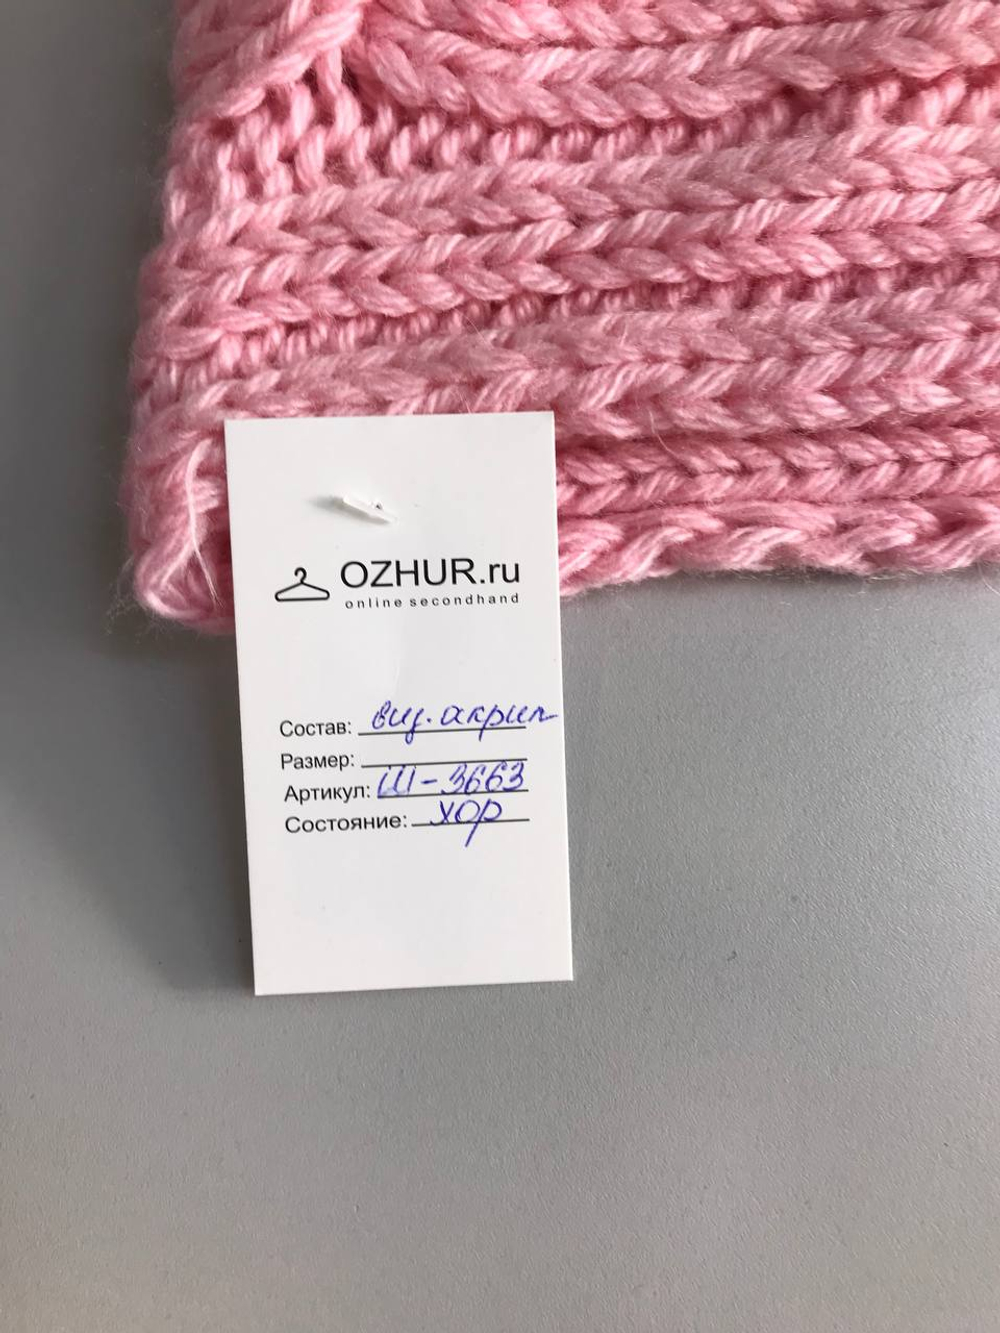 OZHUR.ru
online secondhand
Состав: виз. акрил
Размер:
Артикул: Ш-3663
Состояние: хор